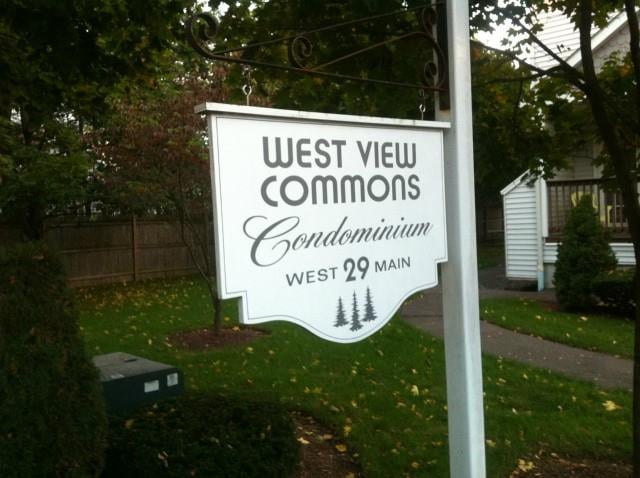 WEST VIEW
COMMONS
Condominium
WEST 29 MAIN